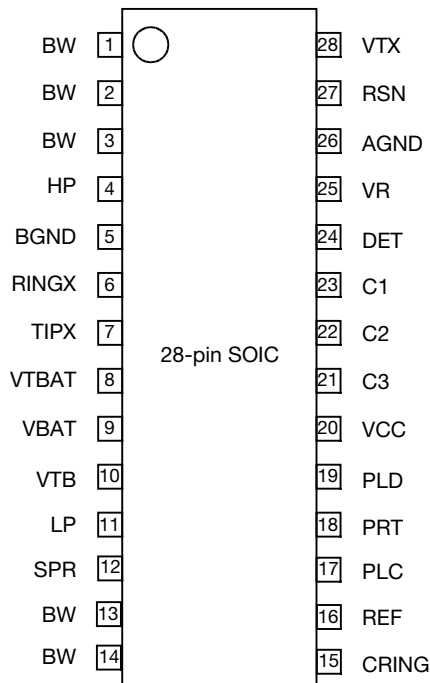 BW 1 28 VTX
BW 2 27 RSN
BW 3 26 AGND
HP 4 25 VR
BGND 5 24 DET
RINGX 6 23 C1
TIPX 7 22 C2
28-pin SOIC
VTBAT 8 21 C3
VBAT 9 20 VCC
VTB 10 19 PLD
LP 11 18 PRT
SPR 12 17 PLC
BW 13 16 REF
BW 14 15 CRING